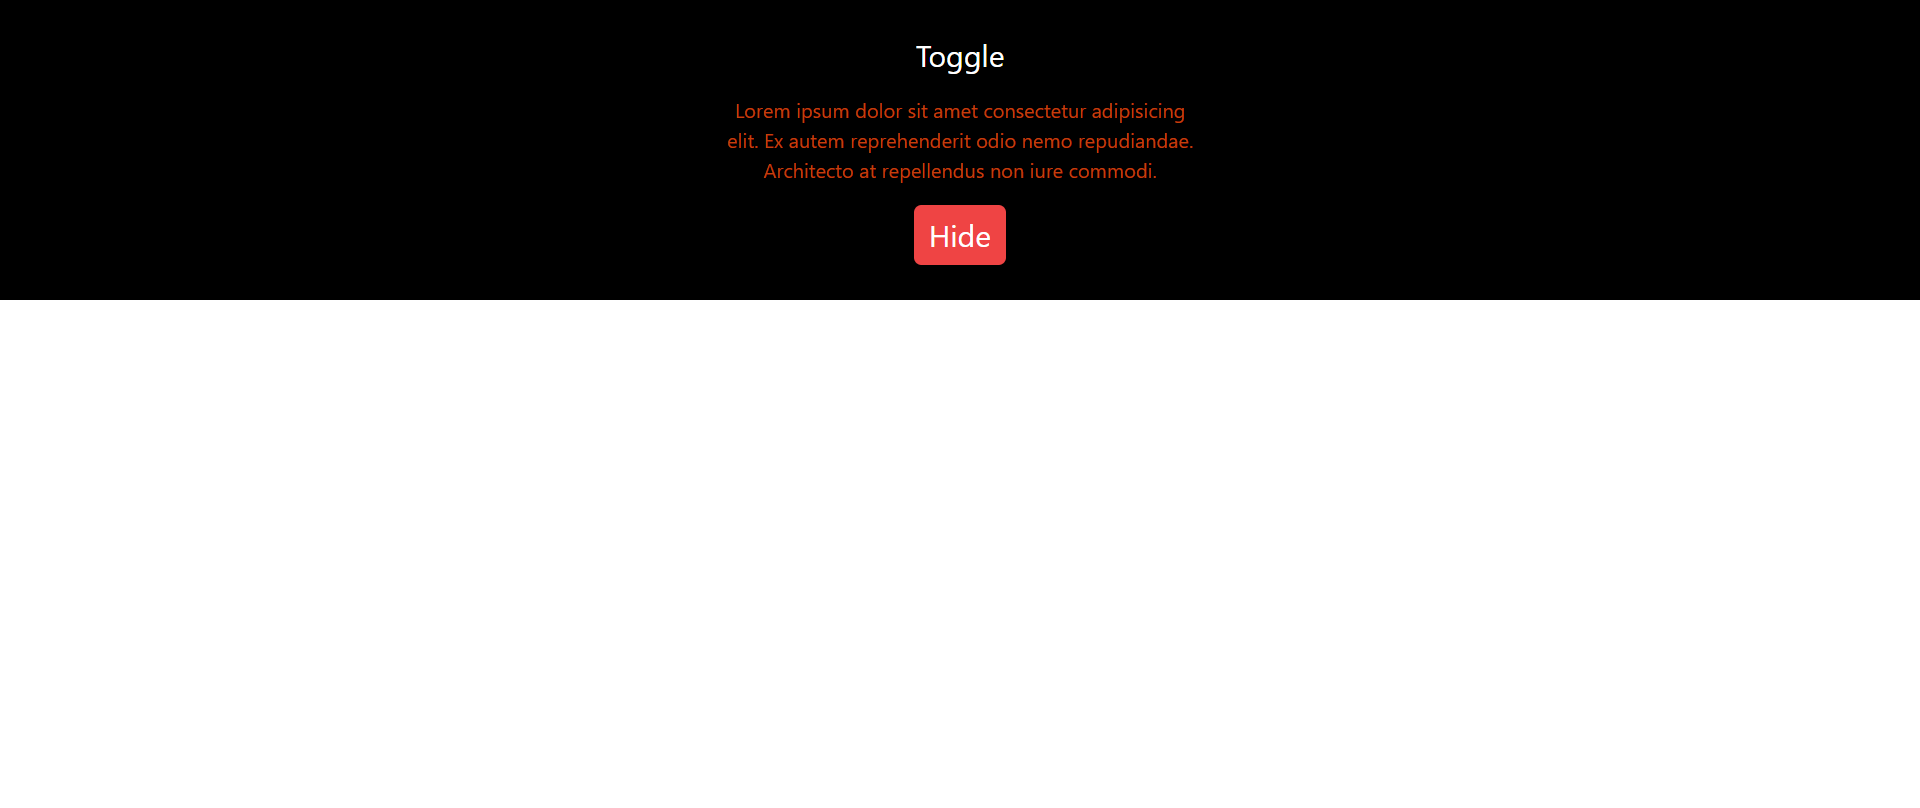 Toggle
Lorem ipsum dolor sit amet consectetur adipisicing
elit. Ex autem reprehenderit odio nemo repudiandae.
Architecto at repellendus non iure commodi.
Hide